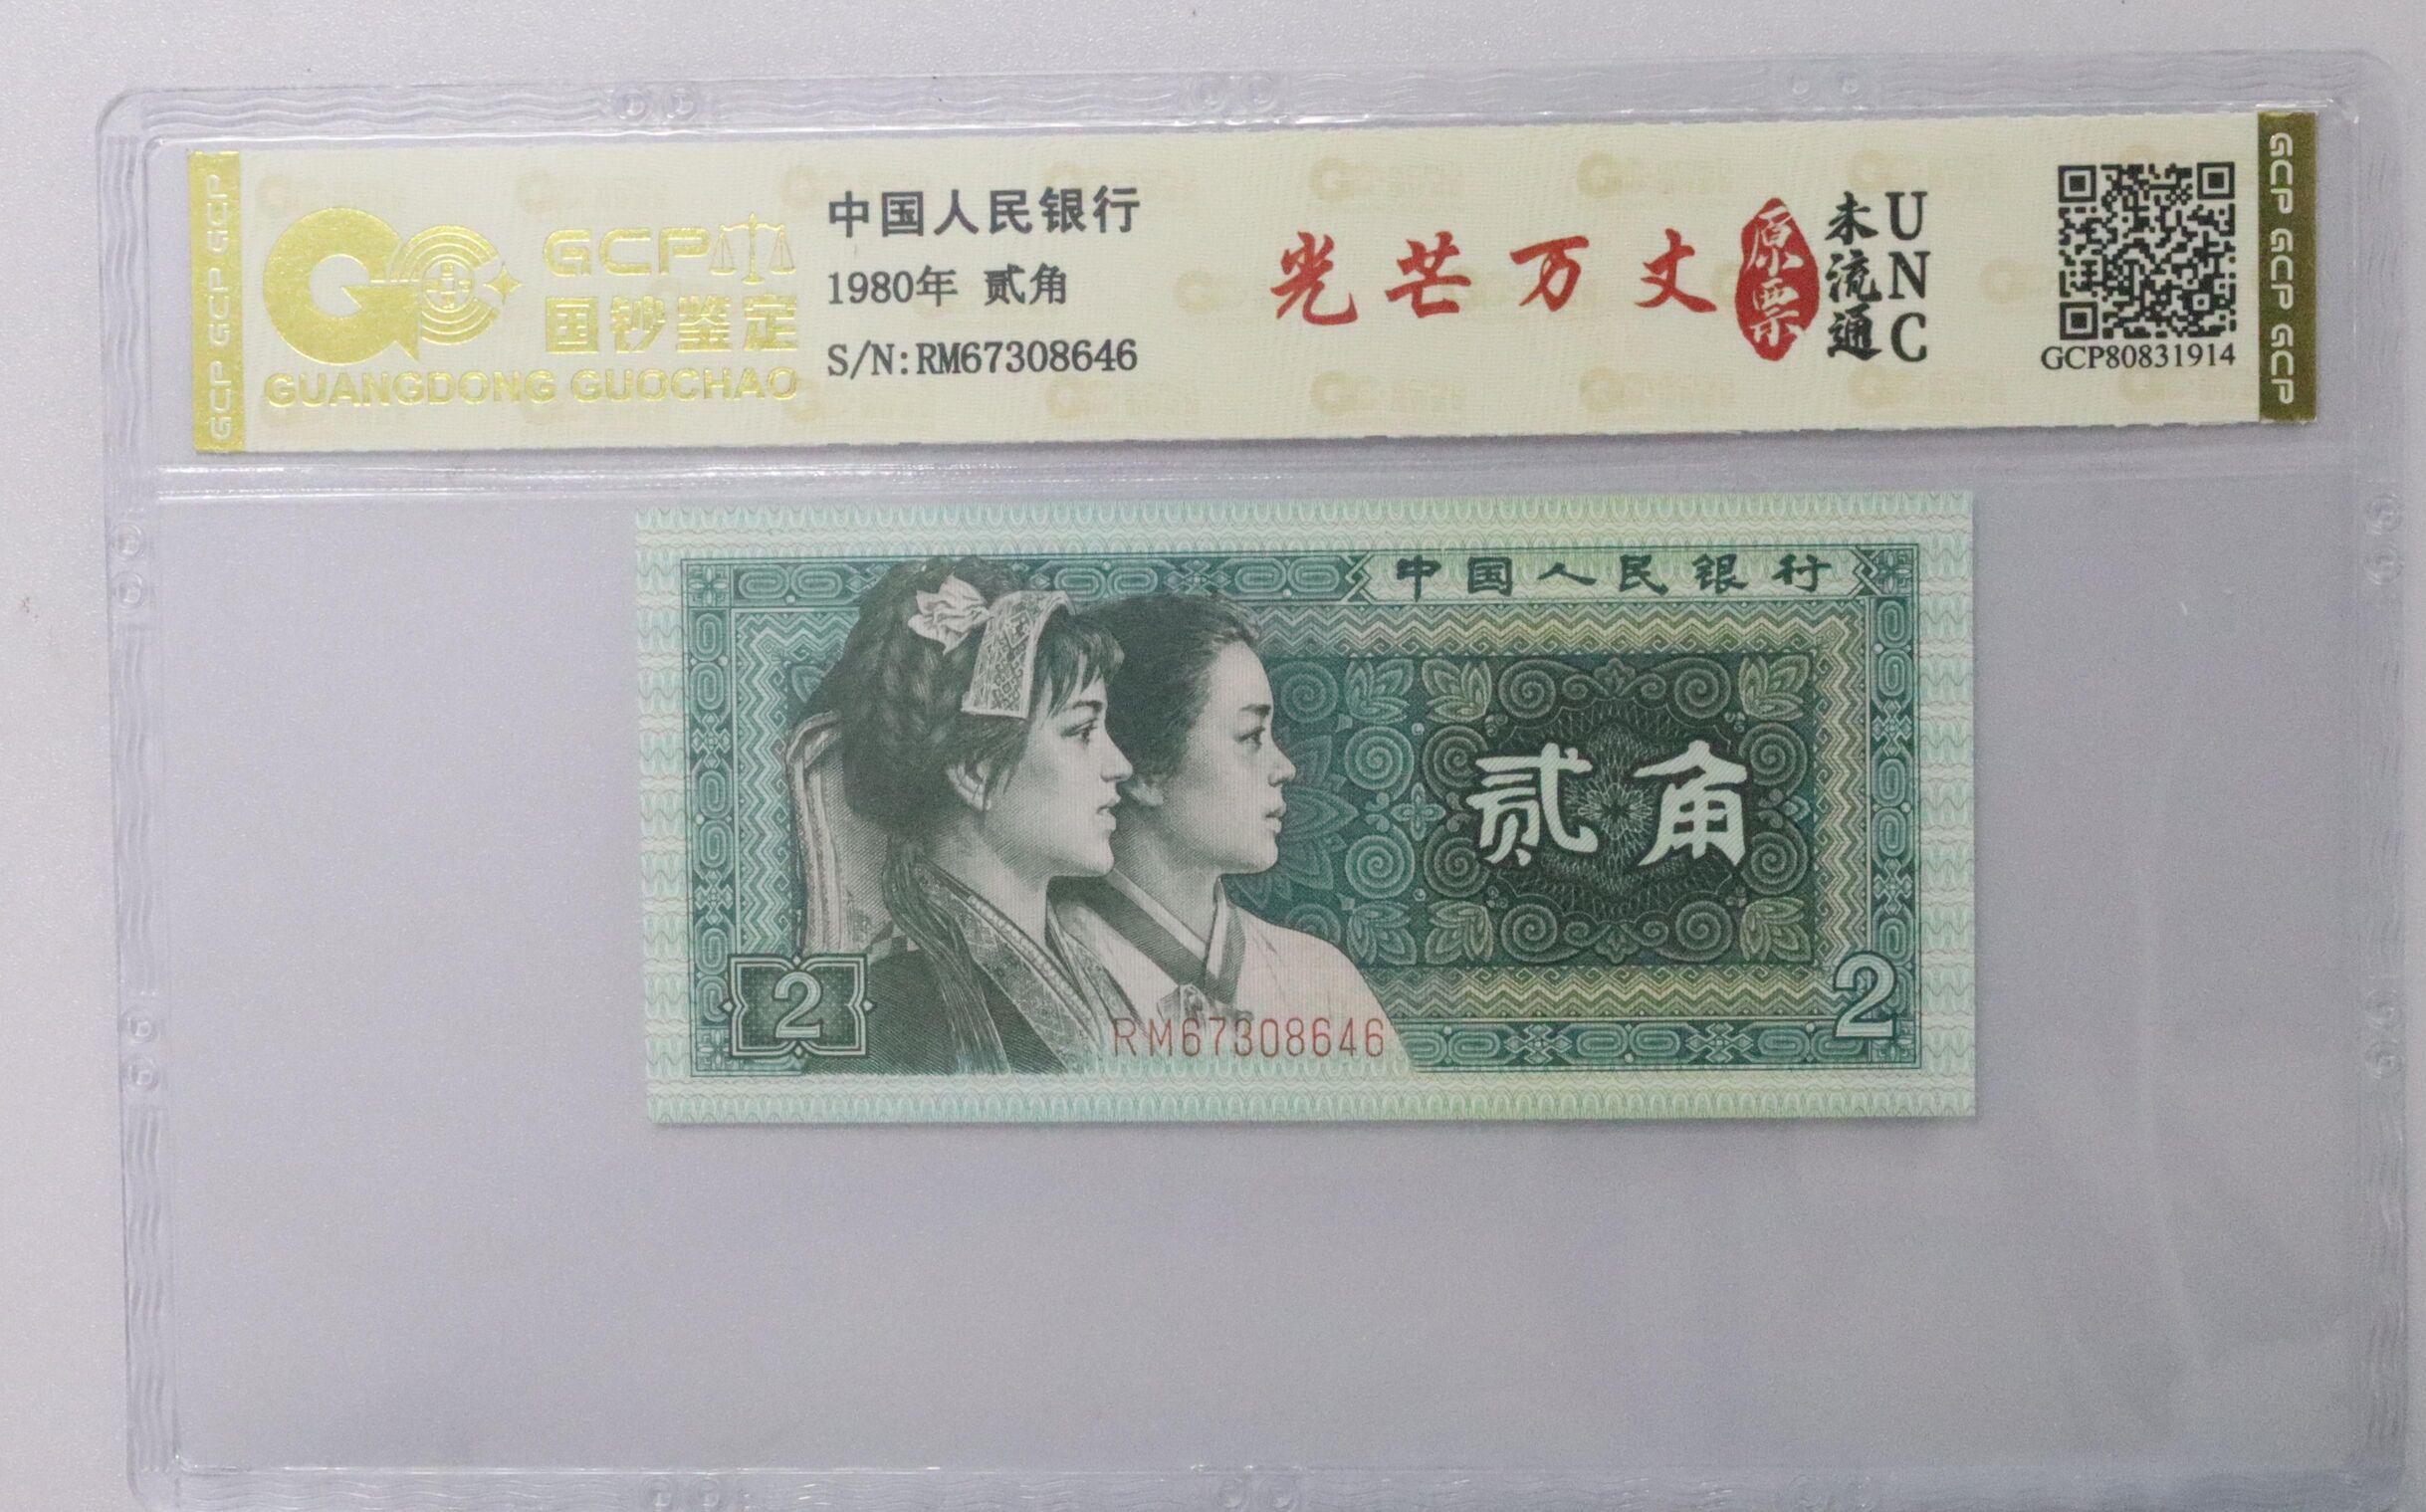 GCP GCP GCP
GCP
国钞鉴定
GUANGDONG GUOCHAO
中国人民银行
1980年 贰角
S/N:RM67308646
光芒万丈
原票
未流通
UNC
GCP80831914
GCP GCP GCP
中国人民银行
贰角
2
2
RM67308646